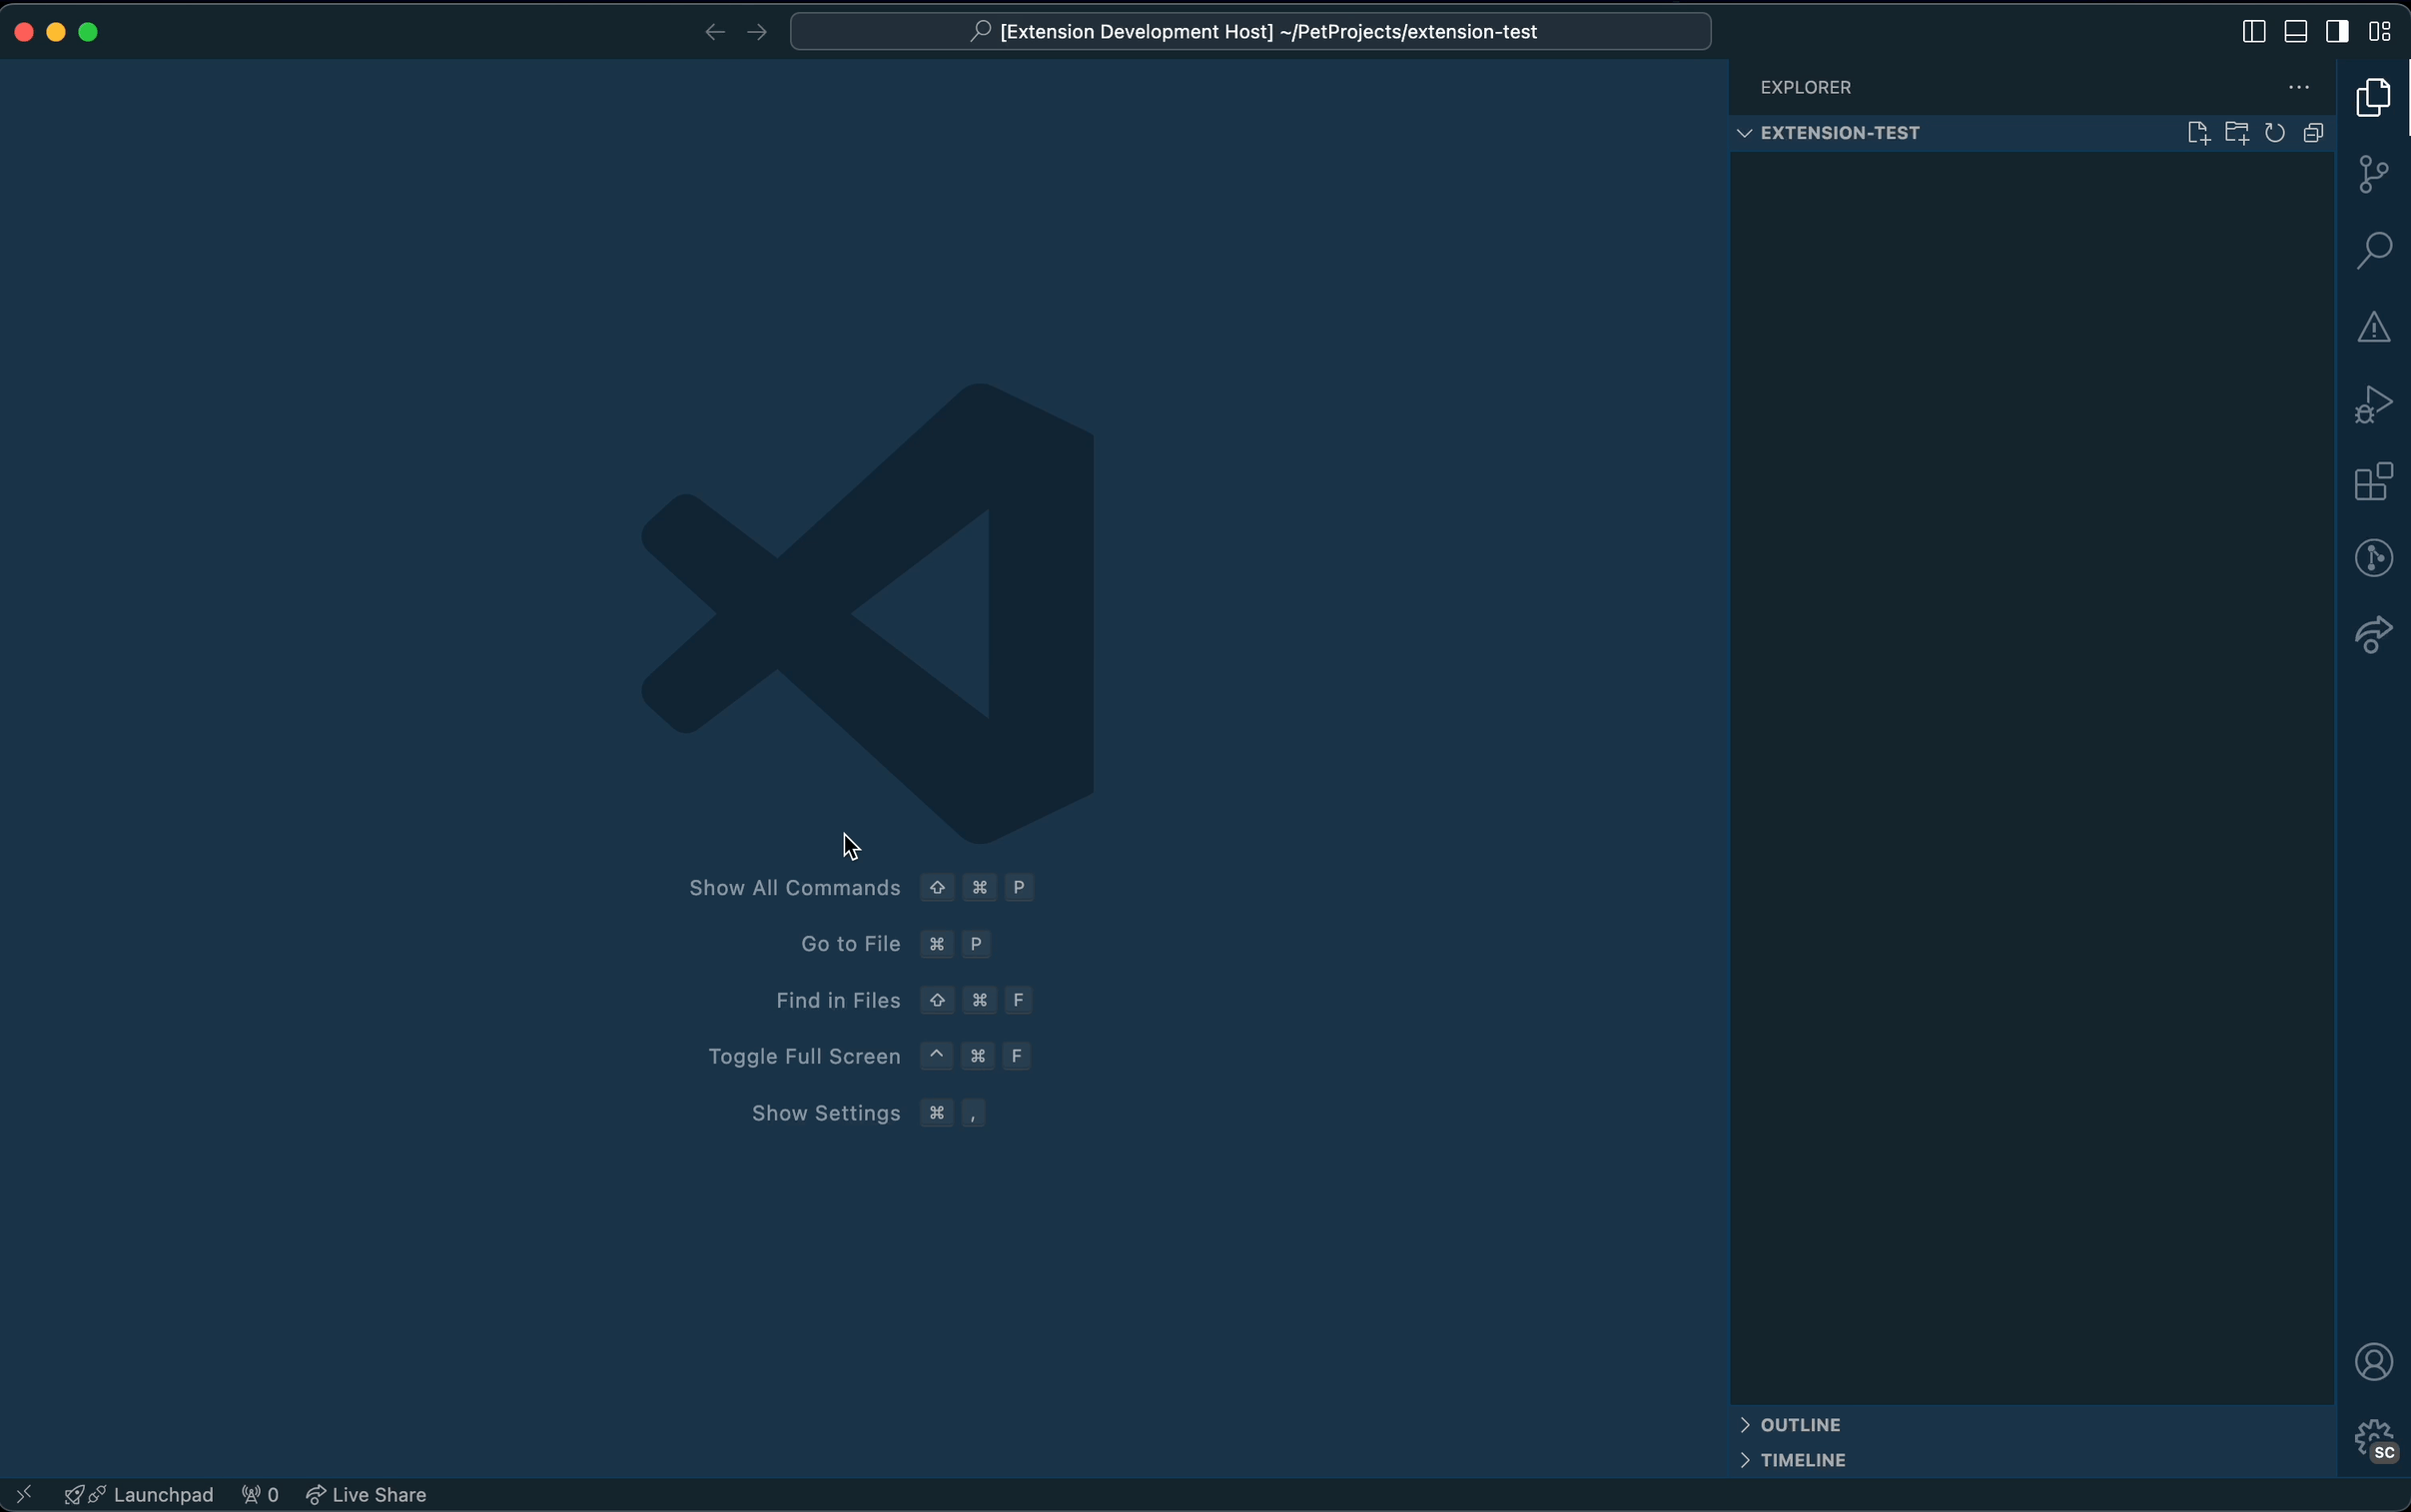 [Extension Development Host] ~/PetProjects/extension-test
EXPLORER
EXTENSION-TEST
Show All Commands ⇧ ⌘ P
Go to File ⌘ P
Find in Files ⇧ ⌘ F
Toggle Full Screen ^ ⌘ F
Show Settings ⌘ ,
OUTLINE
TIMELINE
SC
Launchpad 0 Live Share